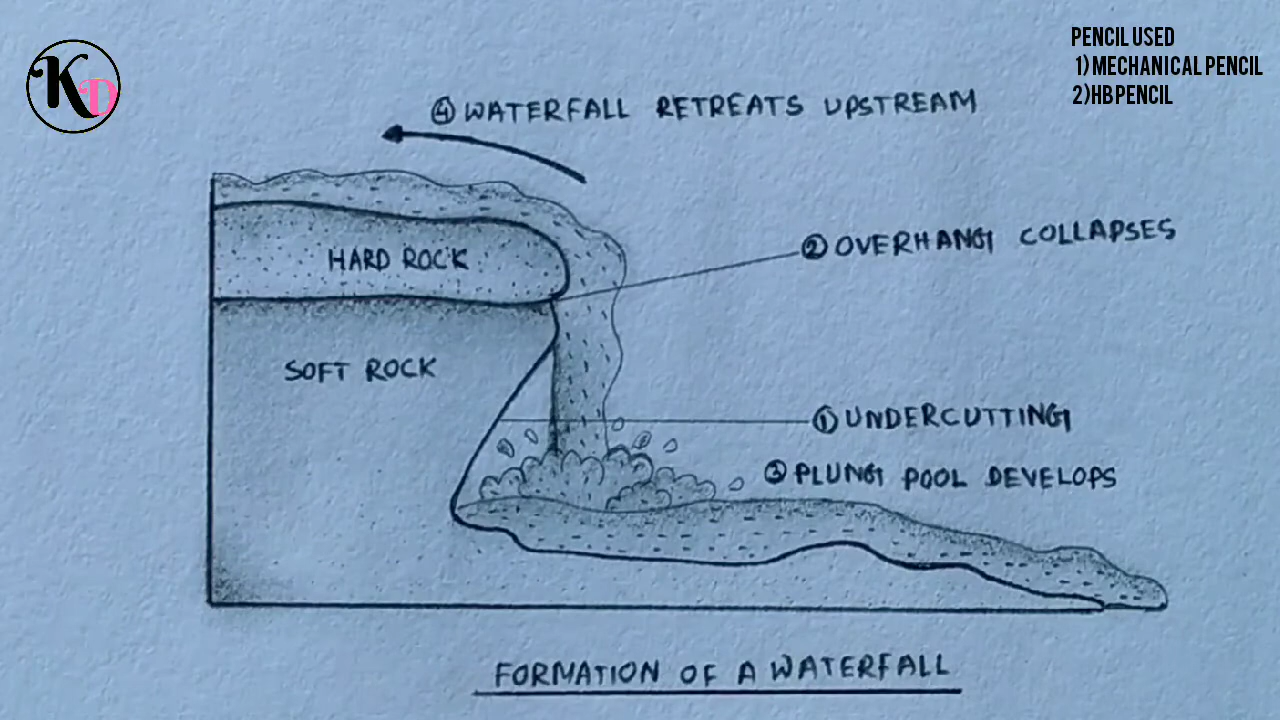 KD
PENCIL USED
1) MECHANICAL PENCIL
2)HB PENCIL
④ WATERFALL RETREATS UPSTREAM
HARD ROCK
② OVERHANG COLLAPSES
SOFT ROCK
① UNDERCUTTING
③ PLUNG POOL DEVELOPS
FORMATION OF A WATERFALL